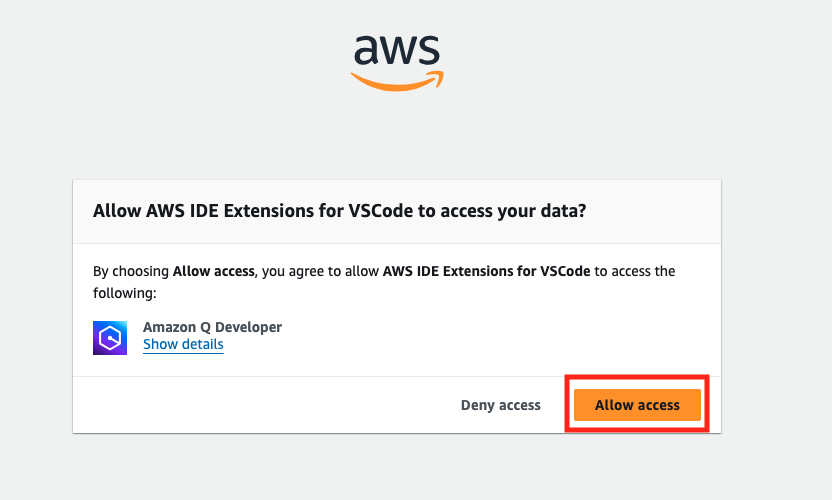 aws
Allow AWS IDE Extensions for VSCode to access your data?
By choosing Allow access, you agree to allow AWS IDE Extensions for VSCode to access the
following:
Amazon Q Developer
Show details
Deny access
Allow access